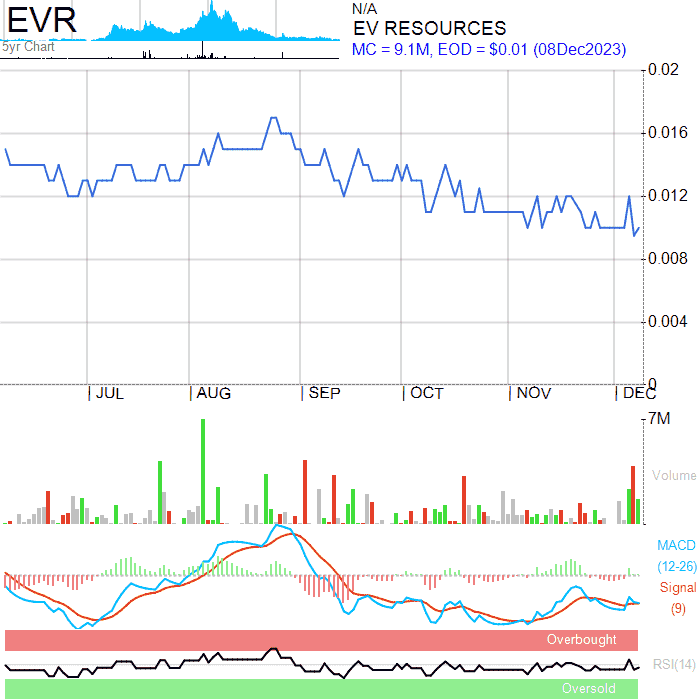 EVR
5yr Chart
N/A
EV RESOURCES
MC = 9.1M, EOD = $0.01 (08Dec2023)
0.02
0.016
0.012
0.008
0.004
0
JUL
AUG
SEP
OCT
NOV
DEC
7M
Volume
MACD
(12-26)
Signal
(9)
Overbought
RSI(14)
Oversold